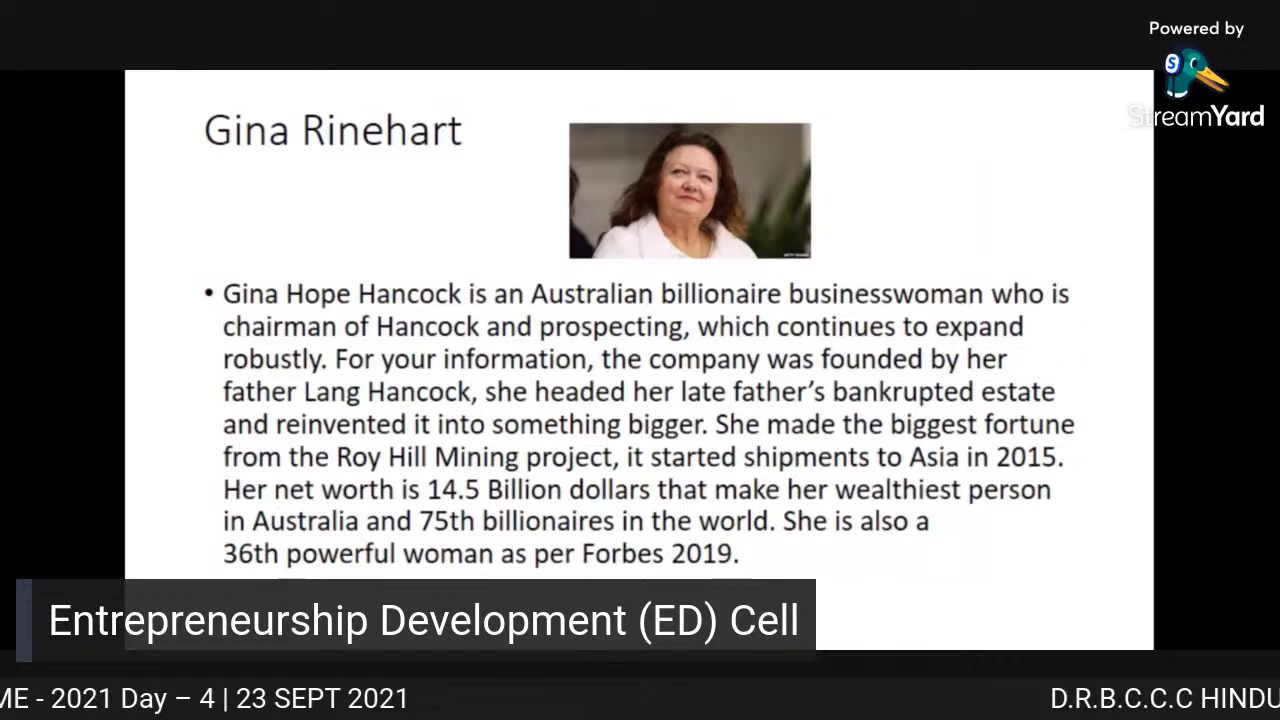 Powered by
StreamYard
Gina Rinehart
• Gina Hope Hancock is an Australian billionaire businesswoman who is
chairman of Hancock and prospecting, which continues to expand
robustly. For your information, the company was founded by her
father Lang Hancock, she headed her late father's bankrupted estate
and reinvented it into something bigger. She made the biggest fortune
from the Roy Hill Mining project, it started shipments to Asia in 2015.
Her net worth is 14.5 Billion dollars that make her wealthiest person
in Australia and 75th billionaires in the world. She is also a
36th powerful woman as per Forbes 2019.
Entrepreneurship Development (ED) Cell
ME - 2021 Day – 4 | 23 SEPT 2021
D.R.B.C.C.C HINDU